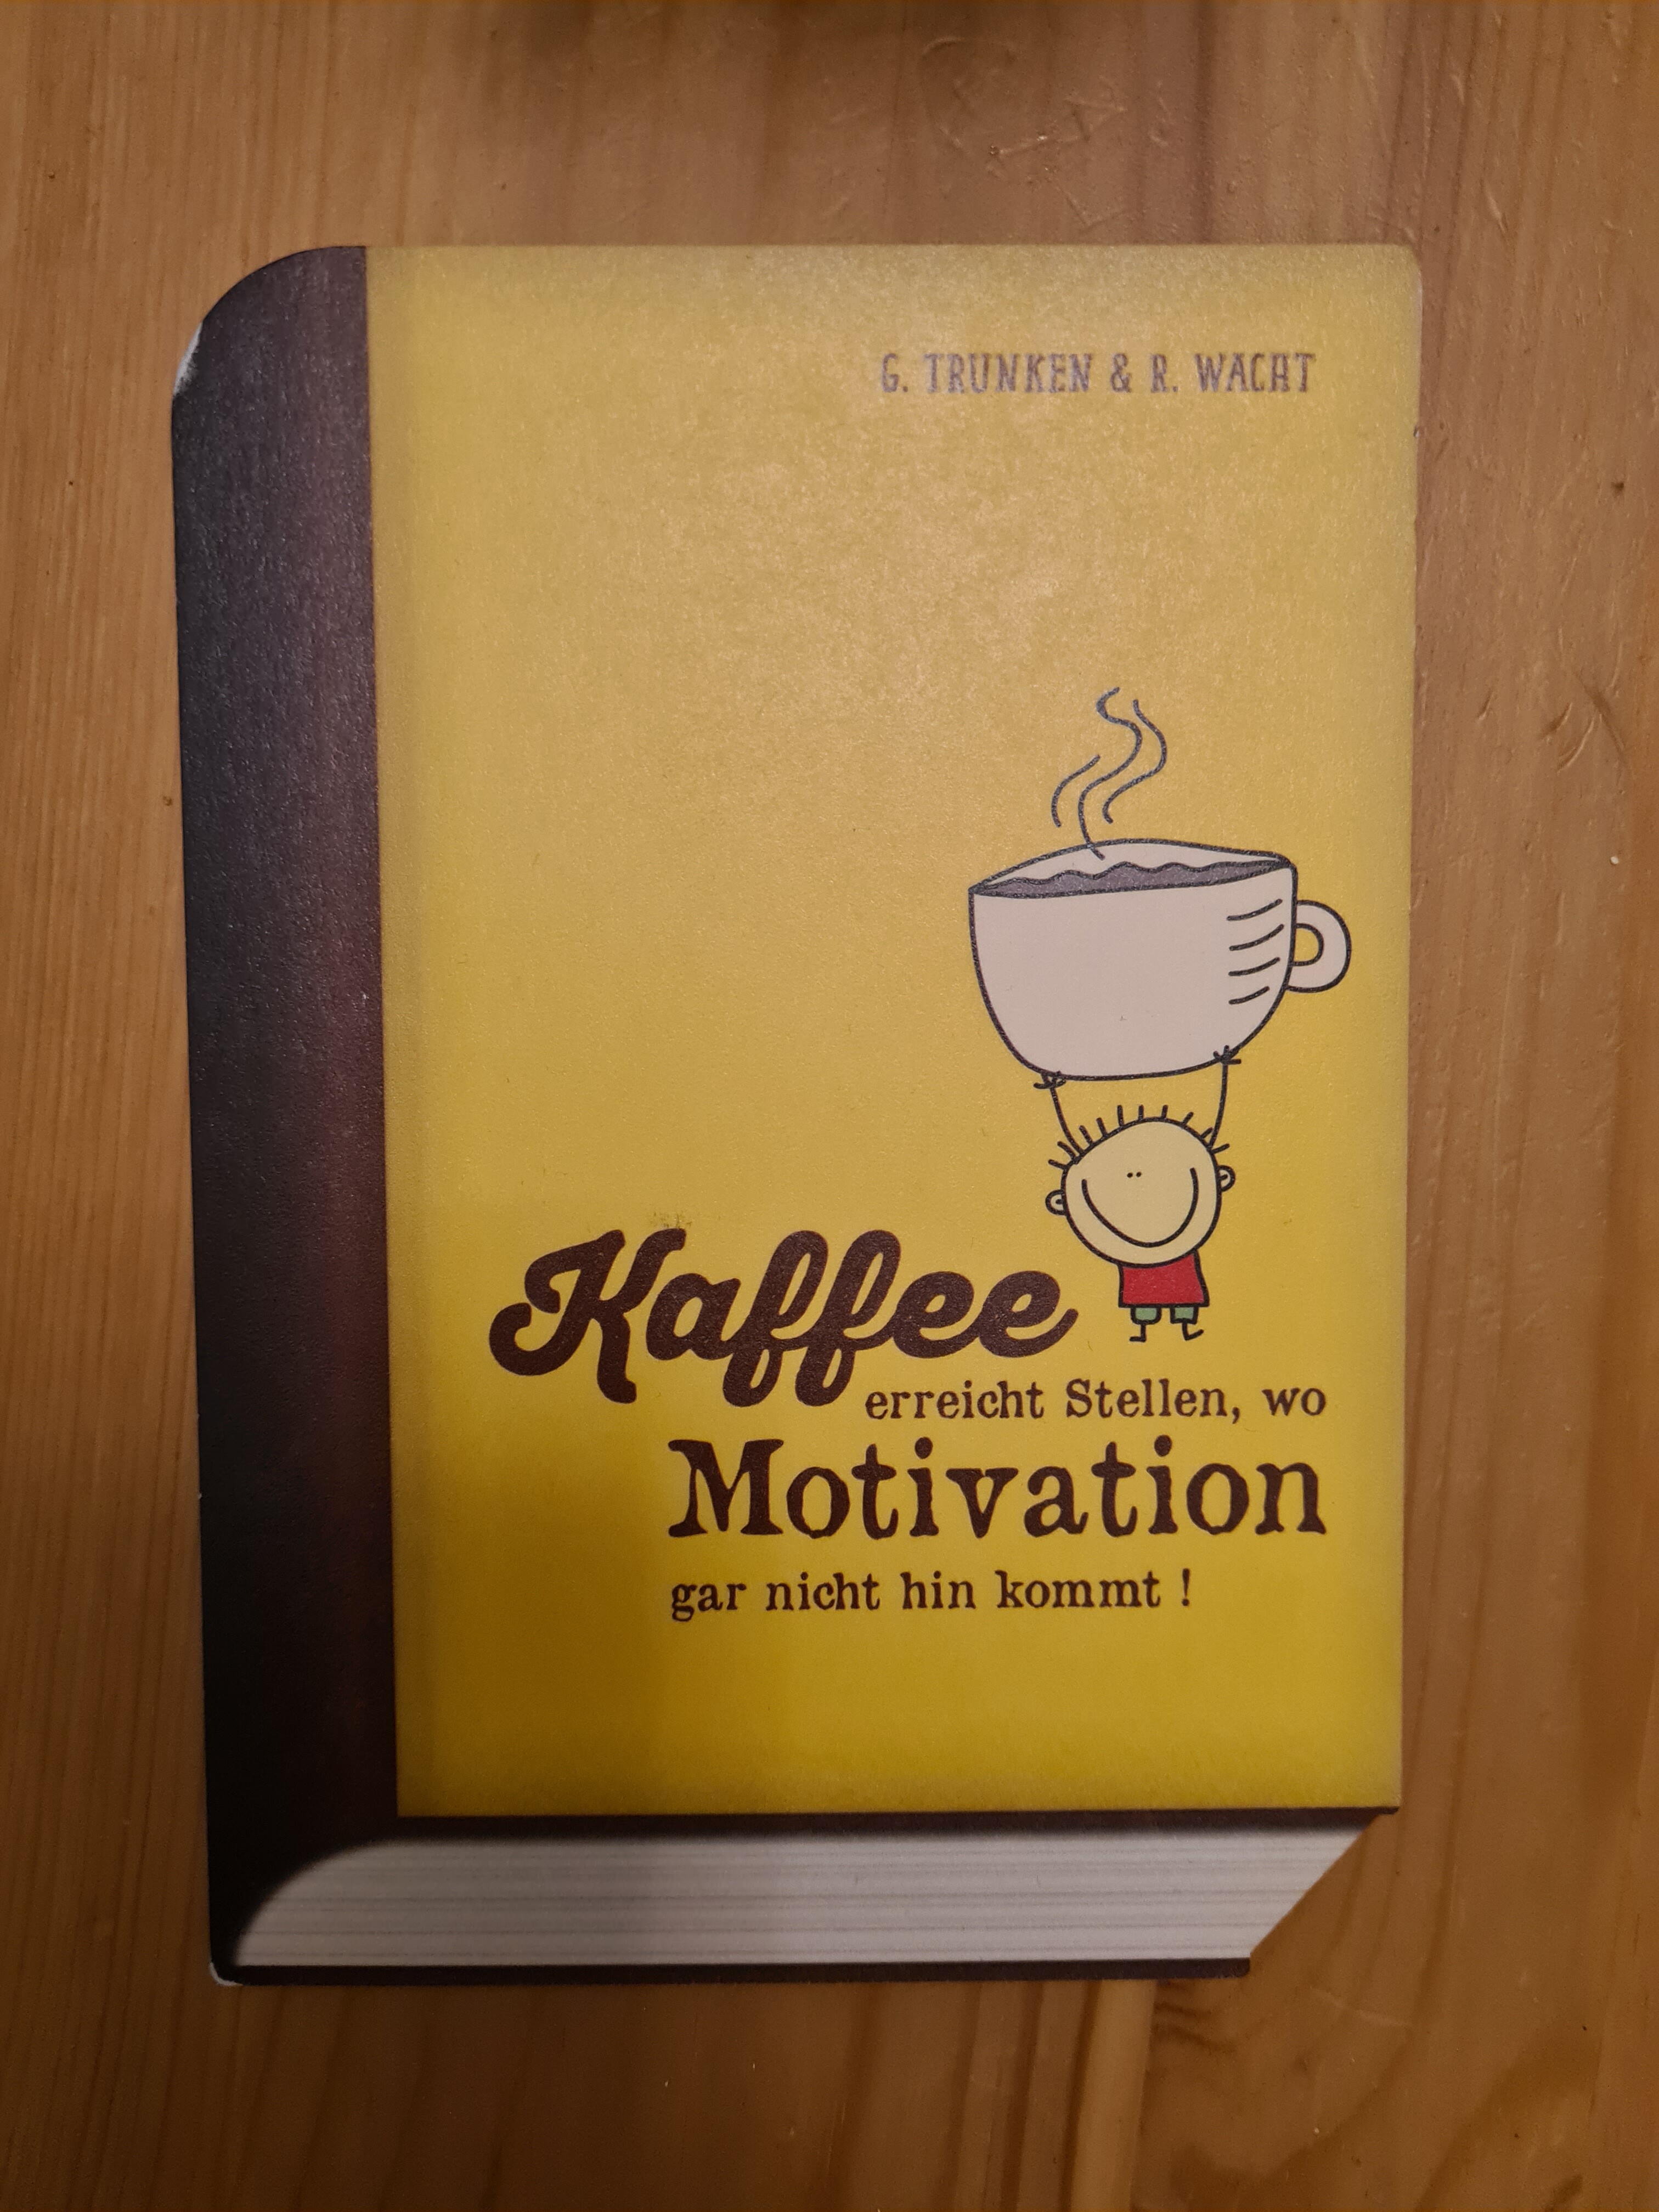 G. TRUNKEN & R. WACHT
Kaffee
erreicht Stellen, wo
Motivation
gar nicht hin kommt !